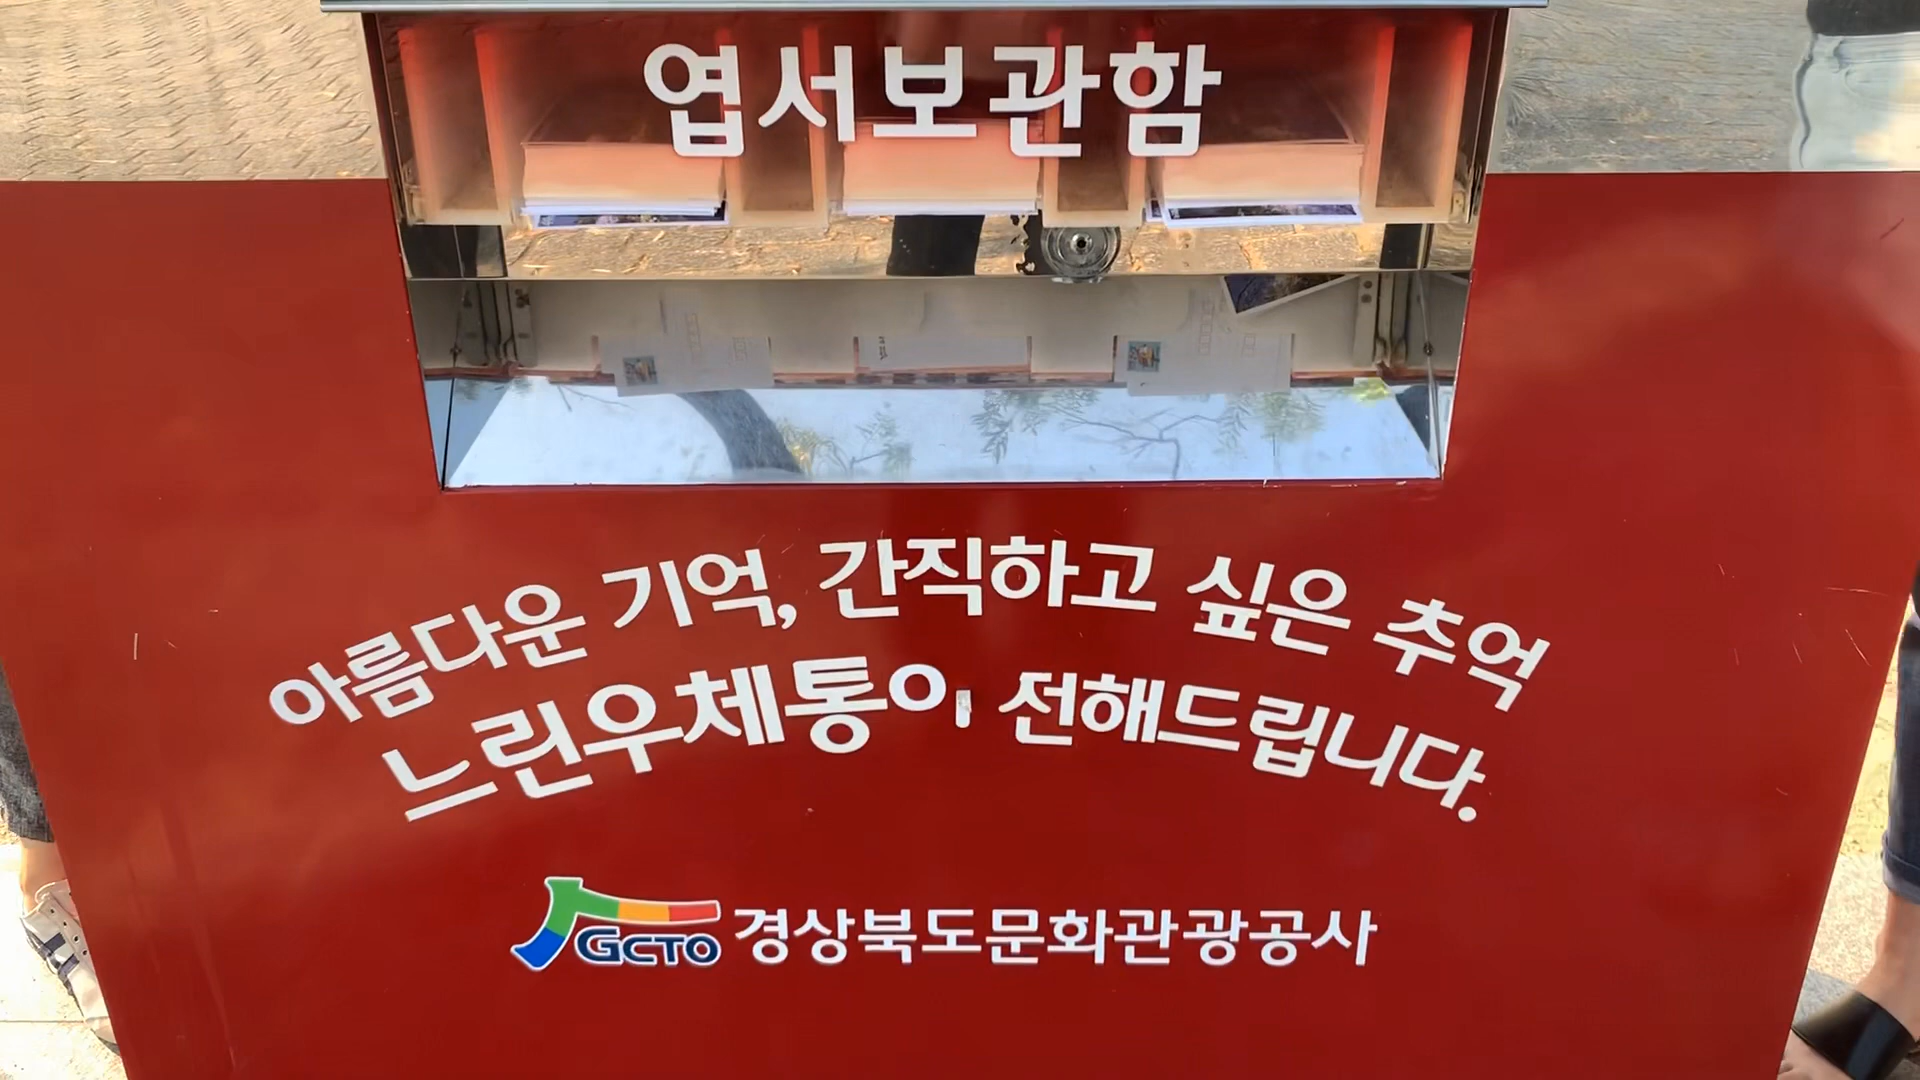 엽서보관함
아름다운 기억, 간직하고 싶은 추억
느린우체통이 전해드립니다.
GCTO 경상북도문화관광공사